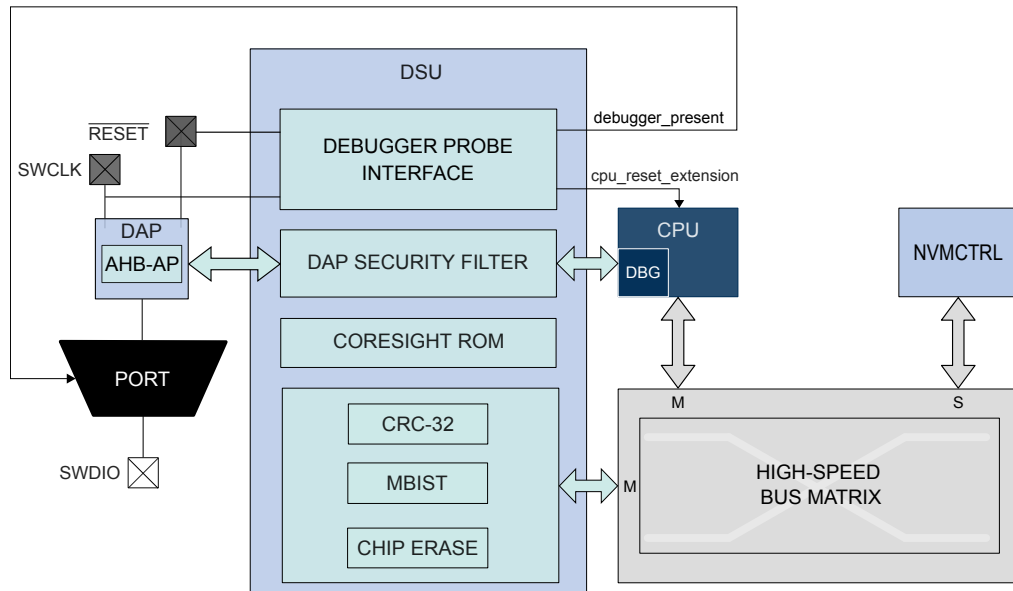 DSU
debugger_present
RESET
DEBUGGER PROBE
INTERFACE
SWCLK
cpu_reset_extension
DAP
AHB-AP
DAP SECURITY FILTER
CPU
DBG
NVMCTRL
CORESIGHT ROM
PORT
SWDIO
CRC-32
MBIST
CHIP ERASE
M
M
S
HIGH-SPEED
BUS MATRIX